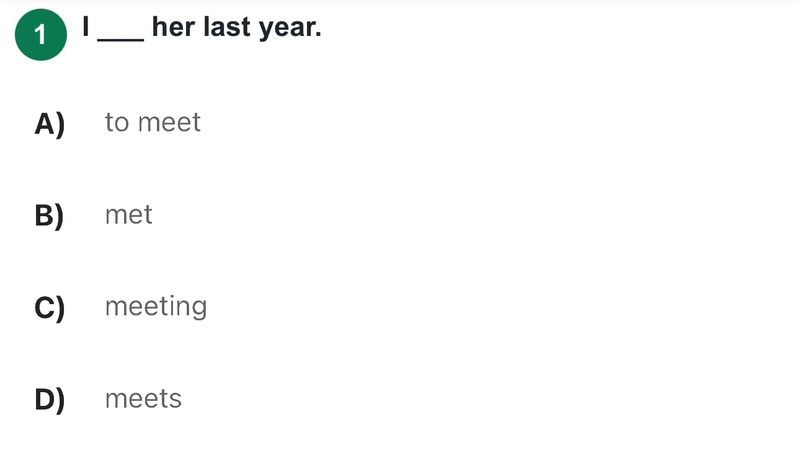 1 I ___ her last year.
A) to meet
B) met
C) meeting
D) meets